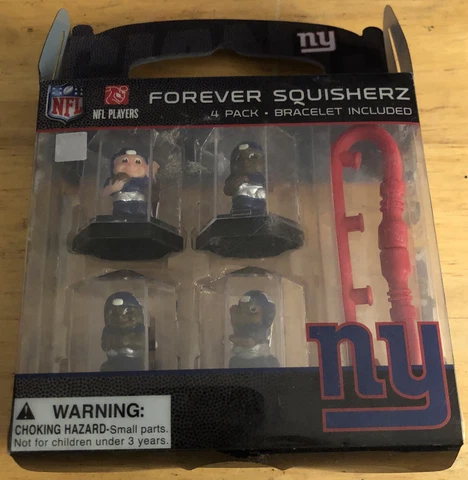 ny
NFL
NFL PLAYERS
FOREVER SQUISHERZ
4 PACK • BRACELET INCLUDED
ny
WARNING:
CHOKING HAZARD-Small parts.
Not for children under 3 years.